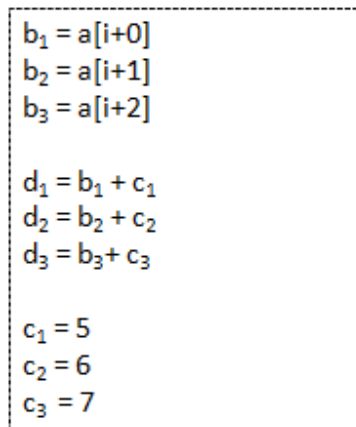 b₁ = a[i+0]
b₂ = a[i+1]
b₃ = a[i+2]
d₁ = b₁ + c₁
d₂ = b₂ + c₂
d₃ = b₃+ c₃
c₁ = 5
c₂ = 6
c₃ = 7